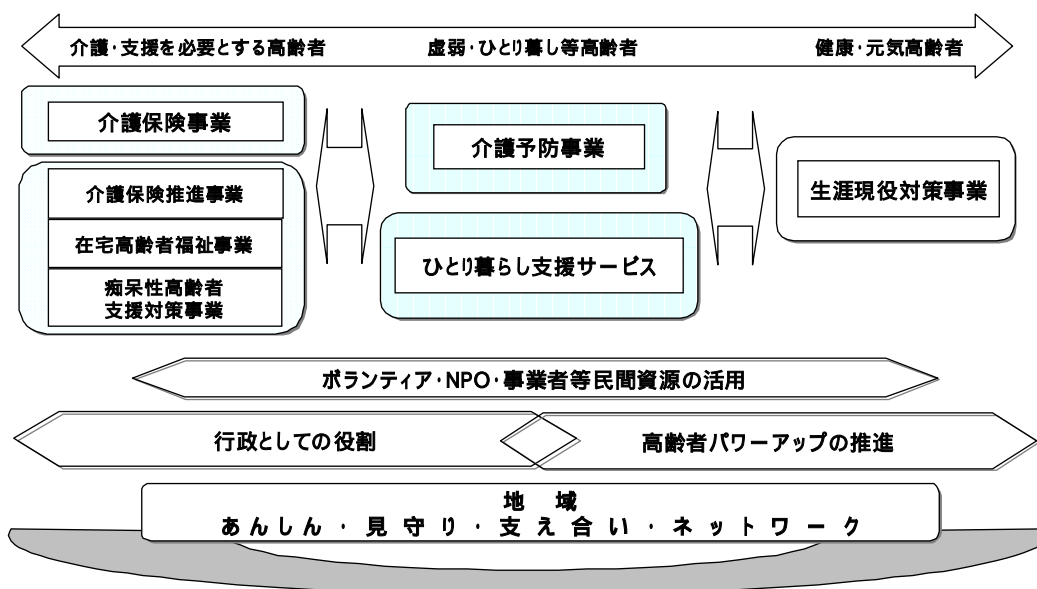 介護・支援を必要とする高齢者
虚弱・ひとり暮し等高齢者
健康・元気高齢者
介護保険事業
介護保険推進事業
在宅高齢者福祉事業
痴呆性高齢者
支援対策事業
介護予防事業
ひとり暮らし支援サービス
生涯現役対策事業
ボランティア・NPO・事業者等民間資源の活用
行政としての役割
高齢者パワーアップの推進
地 域
あんしん・見守り・支え合い・ネットワーク